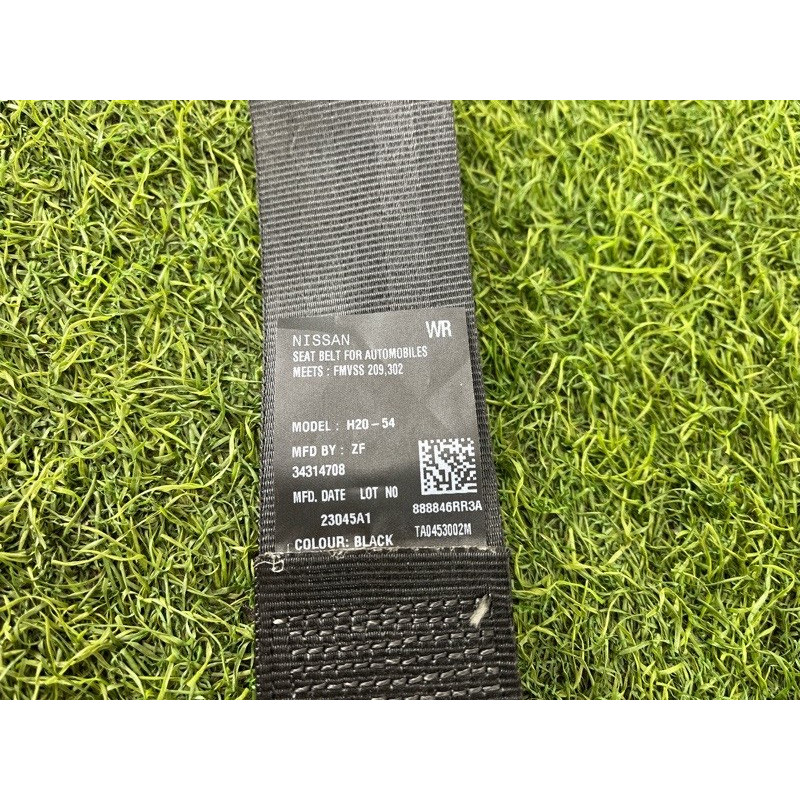 NISSAN WR
SEAT BELT FOR AUTOMOBILES
MEETS : FMVSS 209,302
MODEL : H20-54
MFD BY : ZF
34314708
MFD. DATE LOT NO
888846RR3A
23045A1
TA0453002M
COLOUR: BLACK